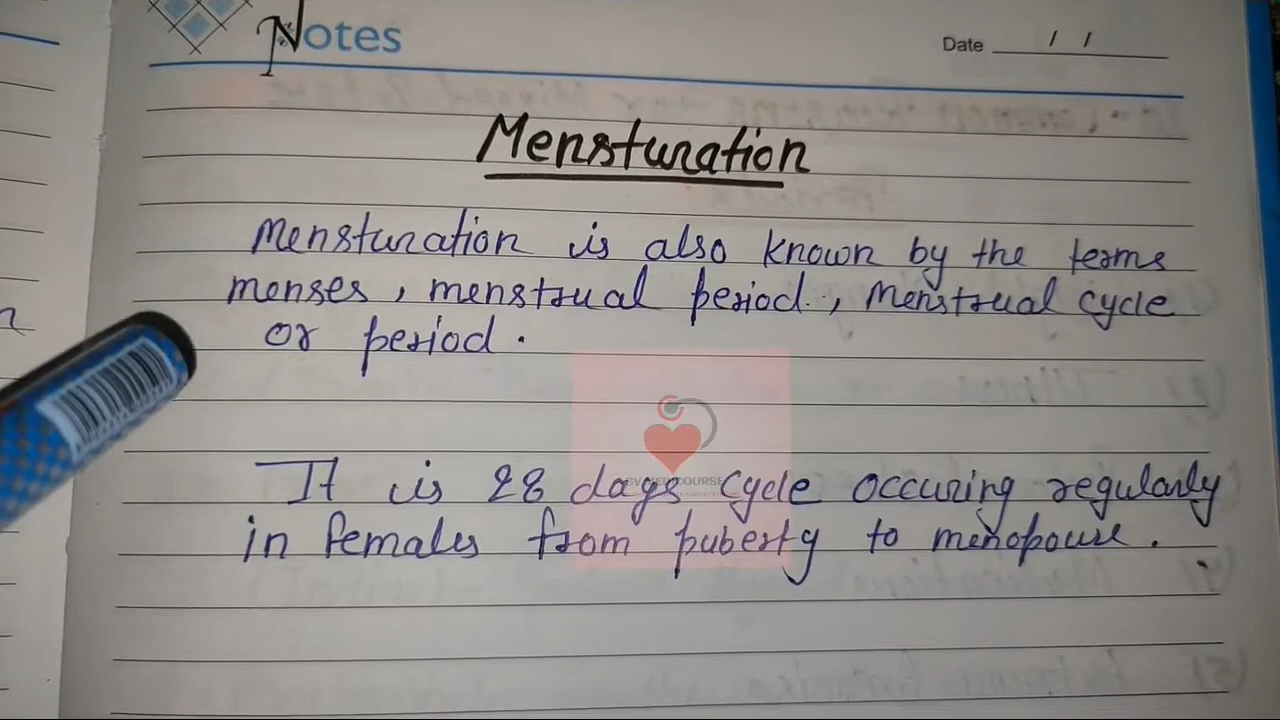 Notes
Date / /
Mensturation
Mensturation is also known by the terms
menses, menstrual period, menstrual cycle
or period.
It is 28 days cycle occuring regularly
in females from puberty to menopouse.